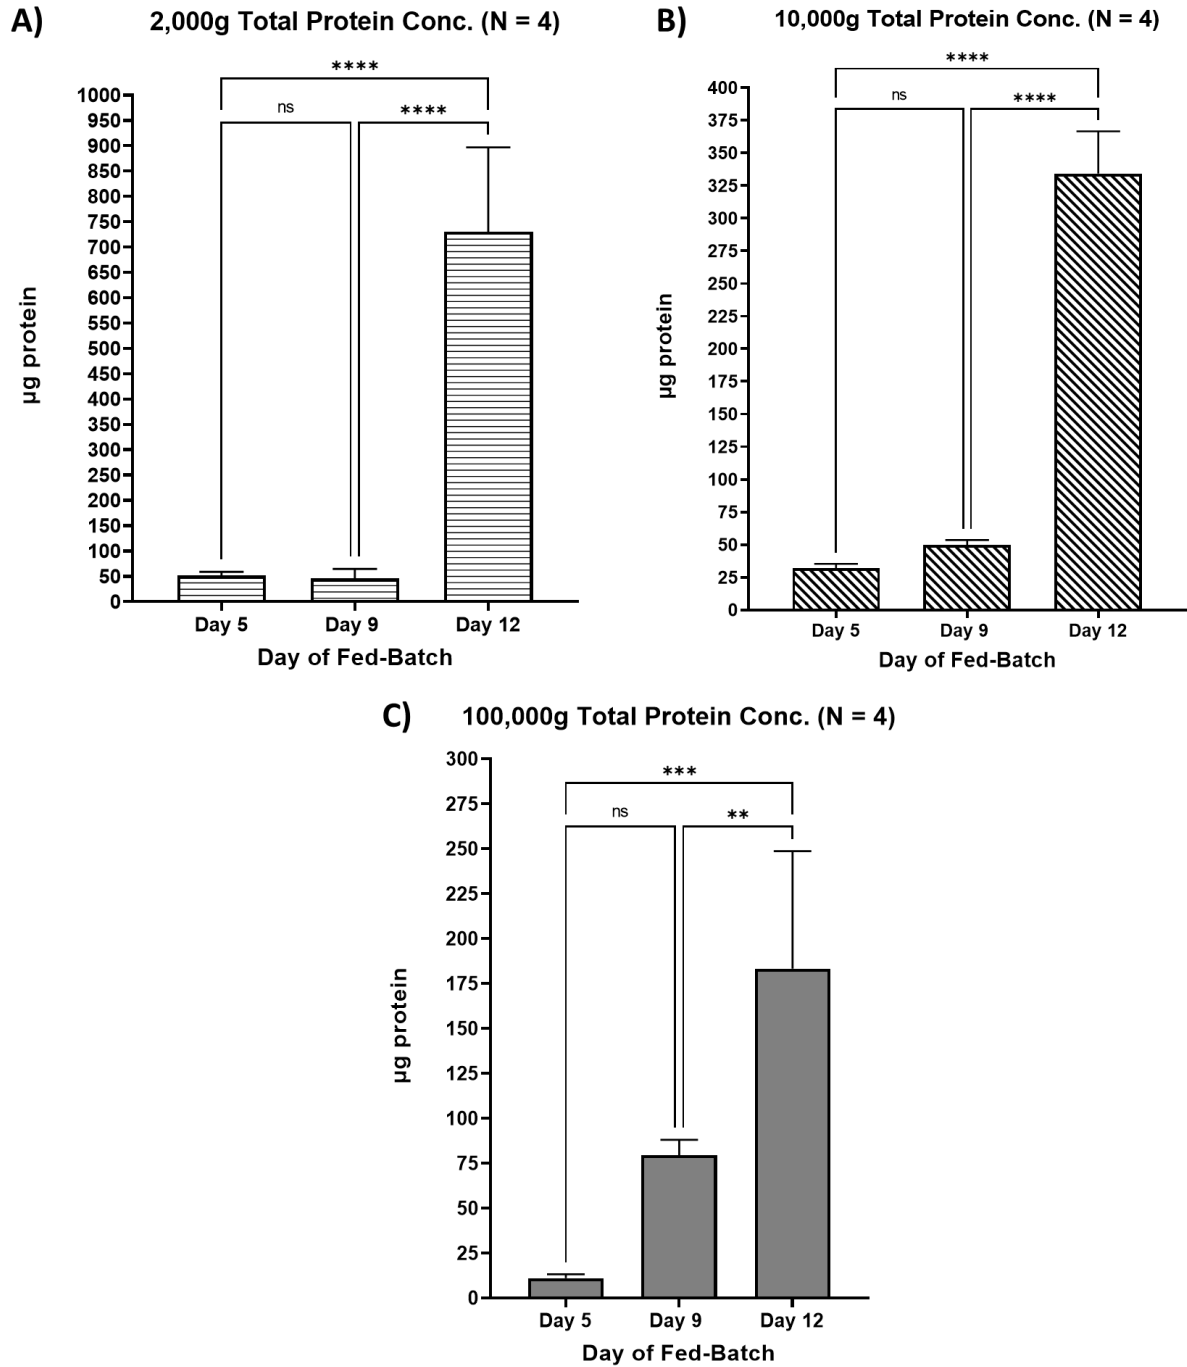 A)
2,000g Total Protein Conc. (N = 4)
****
ns
****
1000
950
900
850
800
750
700
650
600
550
500
450
400
350
300
250
200
150
100
50
0
µg protein
Day 5
Day 9
Day 12
Day of Fed-Batch
B)
10,000g Total Protein Conc. (N = 4)
****
ns
****
400
375
350
325
300
275
250
225
200
175
150
125
100
75
50
25
0
µg protein
Day 5
Day 9
Day 12
Day of Fed-Batch
C)
100,000g Total Protein Conc. (N = 4)
***
ns
**
300
275
250
225
200
175
150
125
100
75
50
25
0
µg protein
Day 5
Day 9
Day 12
Day of Fed-Batch